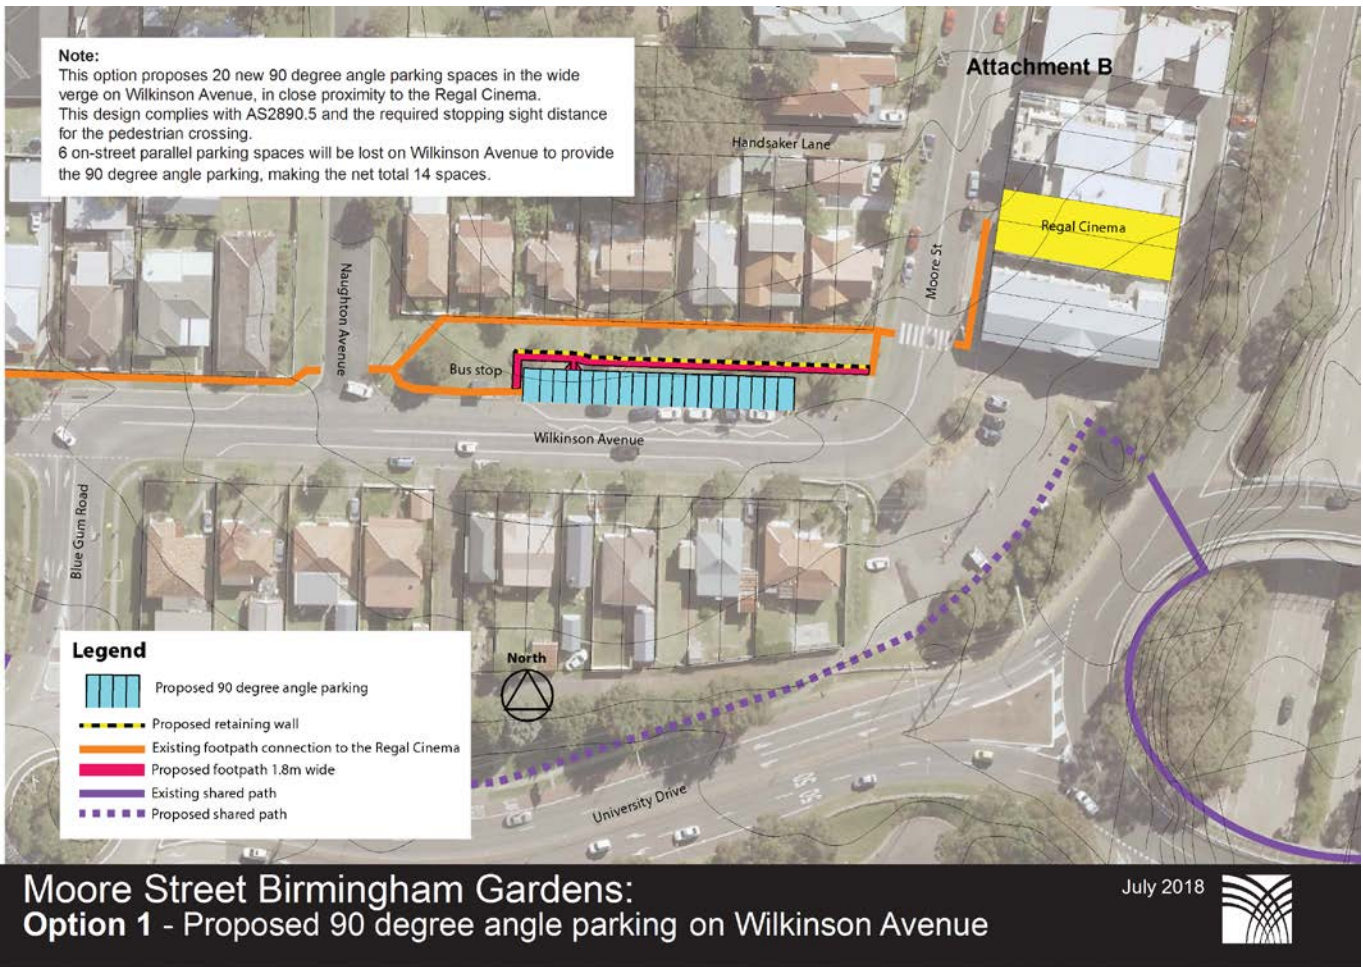 Note:
This option proposes 20 new 90 degree angle parking spaces in the wide
verge on Wilkinson Avenue, in close proximity to the Regal Cinema.
This design complies with AS2890.5 and the required stopping sight distance
for the pedestrian crossing.
6 on-street parallel parking spaces will be lost on Wilkinson Avenue to provide
the 90 degree angle parking, making the net total 14 spaces.
Attachment B
Handsaker Lane
Regal Cinema
Moore St
Naughton Avenue
Bus stop
Wilkinson Avenue
Blue Gum Road
North
University Drive
Legend
Proposed 90 degree angle parking
Proposed retaining wall
Existing footpath connection to the Regal Cinema
Proposed footpath 1.8m wide
Existing shared path
Proposed shared path
Moore Street Birmingham Gardens:
Option 1 - Proposed 90 degree angle parking on Wilkinson Avenue
July 2018